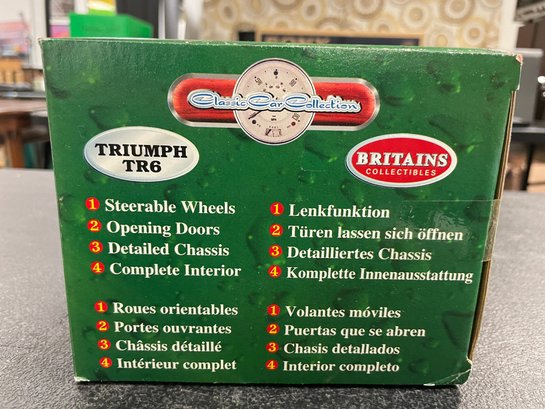 Classic Car Collection
TRIUMPH
TR6
BRITAINS
COLLECTIBLES
1 Steerable Wheels
2 Opening Doors
3 Detailed Chassis
4 Complete Interior
1 Lenkfunktion
2 Türen lassen sich öffnen
3 Detailliertes Chassis
4 Komplette Innenausstattung
1 Roues orientables
2 Portes ouvrantes
3 Châssis détaillé
4 Intérieur complet
1 Volantes móviles
2 Puertas que se abren
3 Chasis detallados
4 Interior completo